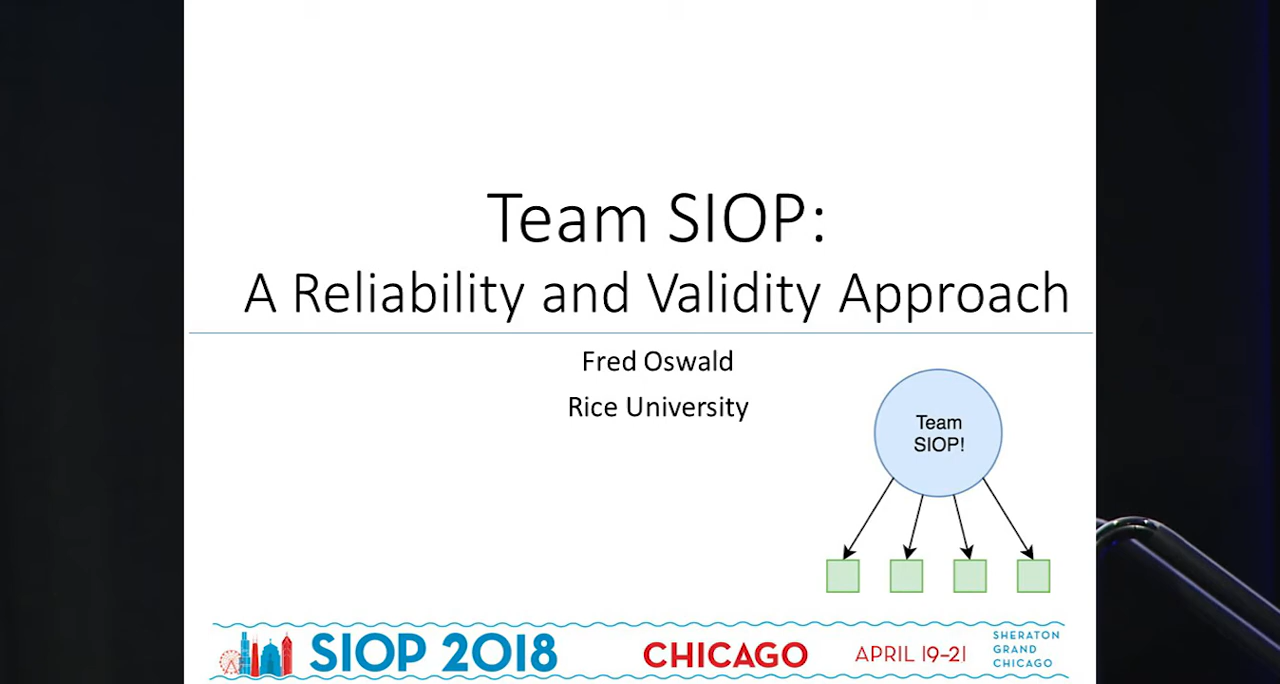 Team SIOP:
A Reliability and Validity Approach
Fred Oswald
Rice University
Team
SIOP!
SIOP 2018
CHICAGO
APRIL 19–21
SHERATON
GRAND
CHICAGO